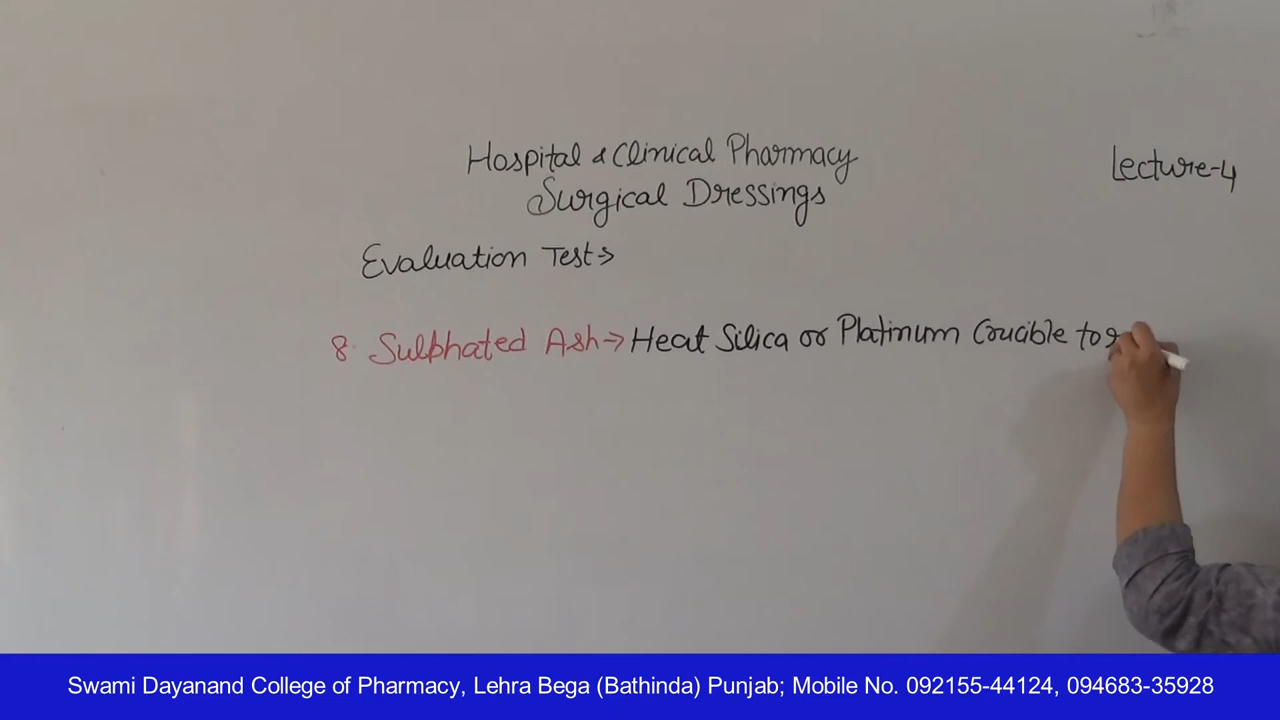 Hospital & Clinical Pharmacy
Lecture-4
Surgical Dressings
Evaluation Test→
8. Sulphated Ash→ Heat Silica or Platinum Crucible to
Swami Dayanand College of Pharmacy, Lehra Bega (Bathinda) Punjab; Mobile No. 092155-44124, 094683-35928